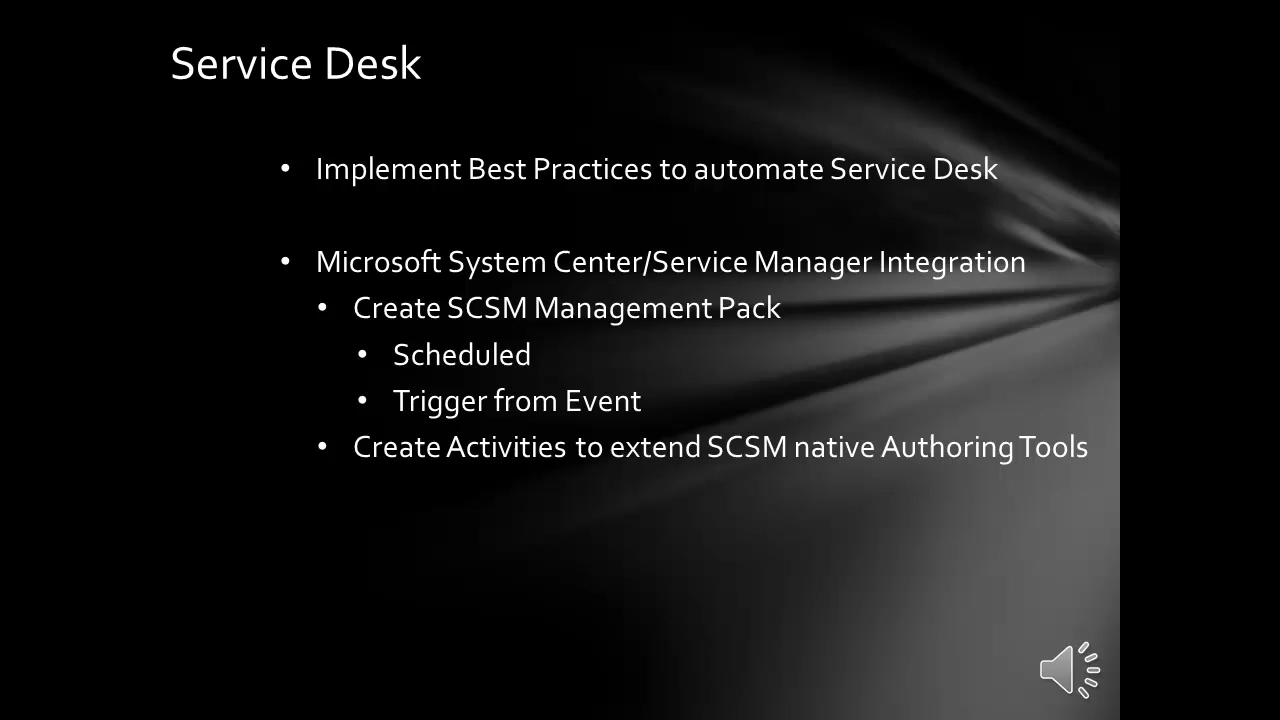 Service Desk
• Implement Best Practices to automate Service Desk
• Microsoft System Center/Service Manager Integration
• Create SCSM Management Pack
• Scheduled
• Trigger from Event
• Create Activities to extend SCSM native Authoring Tools